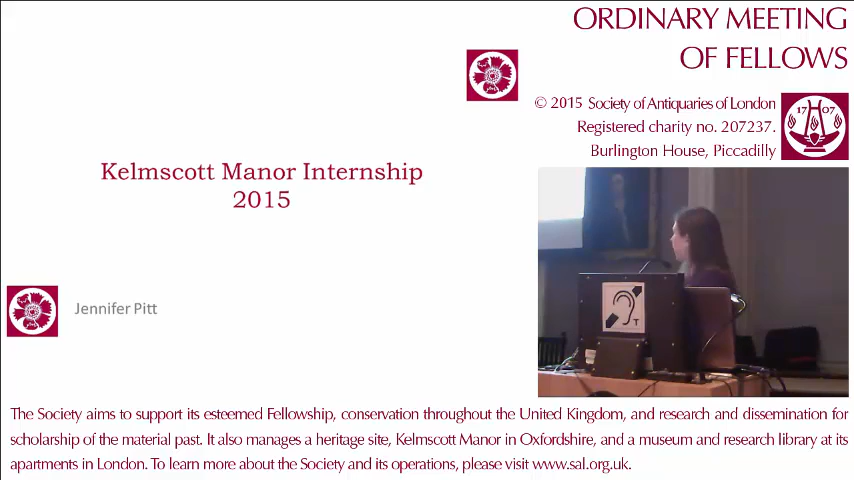 ORDINARY MEETING
OF FELLOWS
© 2015 Society of Antiquaries of London
Registered charity no. 207237.
Burlington House, Piccadilly
17 07
Kelmscott Manor Internship
2015
Jennifer Pitt
T
The Society aims to support its esteemed Fellowship, conservation throughout the United Kingdom, and research and dissemination for
scholarship of the material past. It also manages a heritage site, Kelmscott Manor in Oxfordshire, and a museum and research library at its
apartments in London. To learn more about the Society and its operations, please visit www.sal.org.uk.